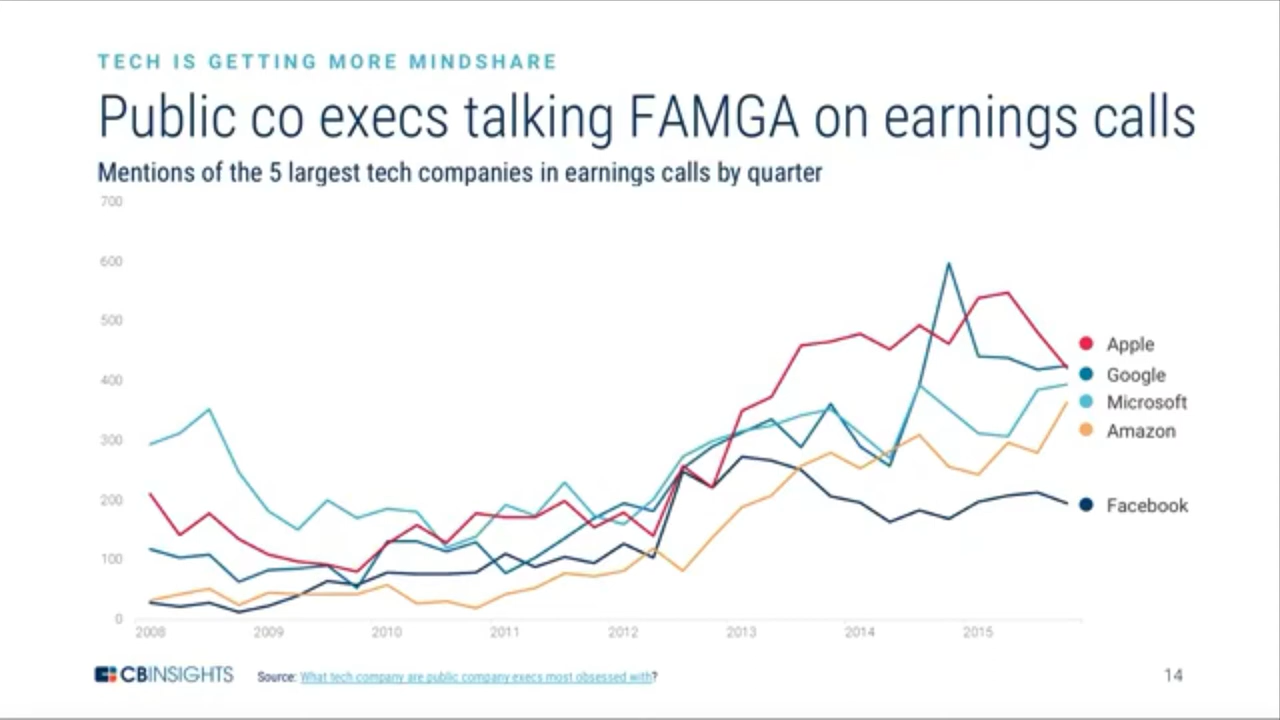 TECH IS GETTING MORE MINDSHARE
Public co execs talking FAMGA on earnings calls
Mentions of the 5 largest tech companies in earnings calls by quarter
700
600
500
400
300
200
100
0
2008 2009 2010 2011 2012 2013 2014 2015
Apple
Google
Microsoft
Amazon
Facebook
CBINSIGHTS
Source: What tech company are public company execs most obsessed with?
14